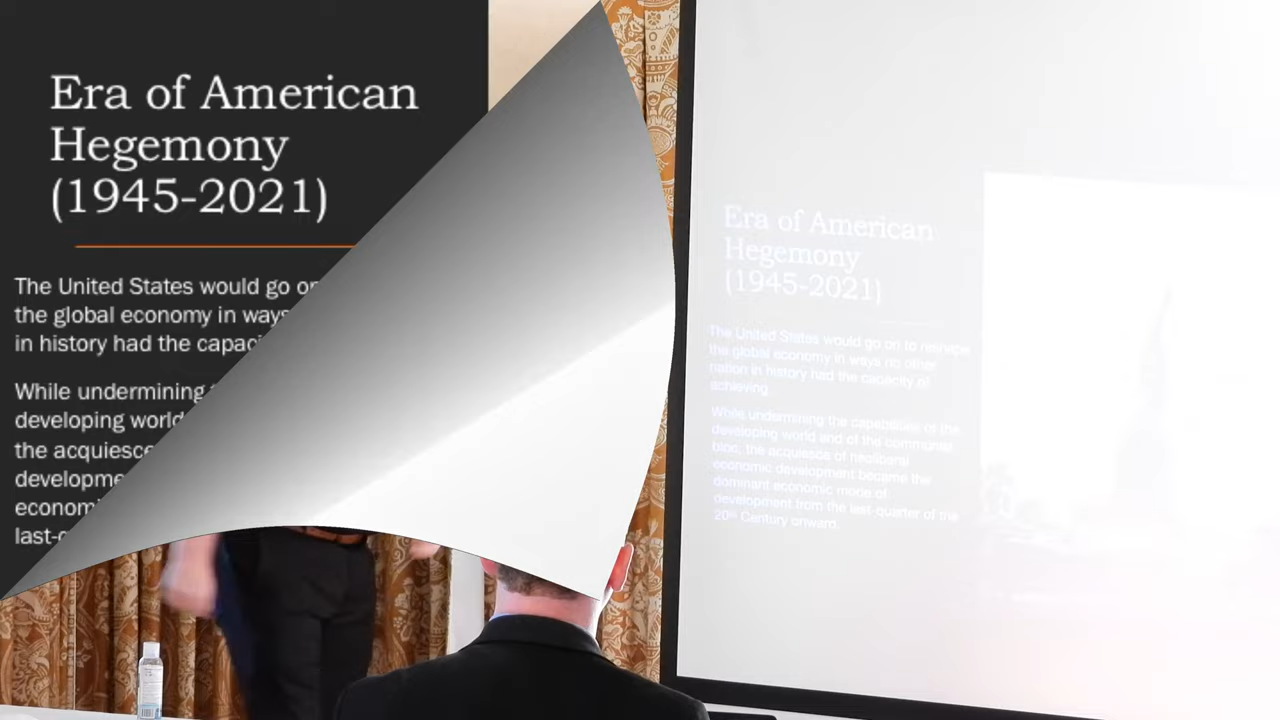 Era of American
Hegemony
(1945-2021)
The United States would go on
the global economy in ways
in history had the
While undermining
developing world
the
last-
Era of American
Hegemony
(1945-2021)
The United States would go on to reshape
the global economy in ways no other
nation in history had the capacity of
achieving.
While undermining the capabilities of the
developing world and of the communist
bloc, the acquiesce of neoliberal
economic development became the
dominant economic mode of
development from the last-quarter of the
20th Century onward.